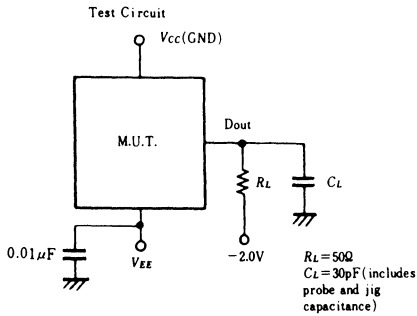 Test Circuit
Vcc(GND)
M.U.T.
Dout
RL
CL
0.01μF
VEE
−2.0V
RL=50Ω
CL=30pF(includes
probe and jig
capacitance)